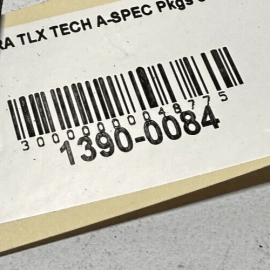 RA TLX TECH A-SPEC Pkgs
3000000048775
1390-0084